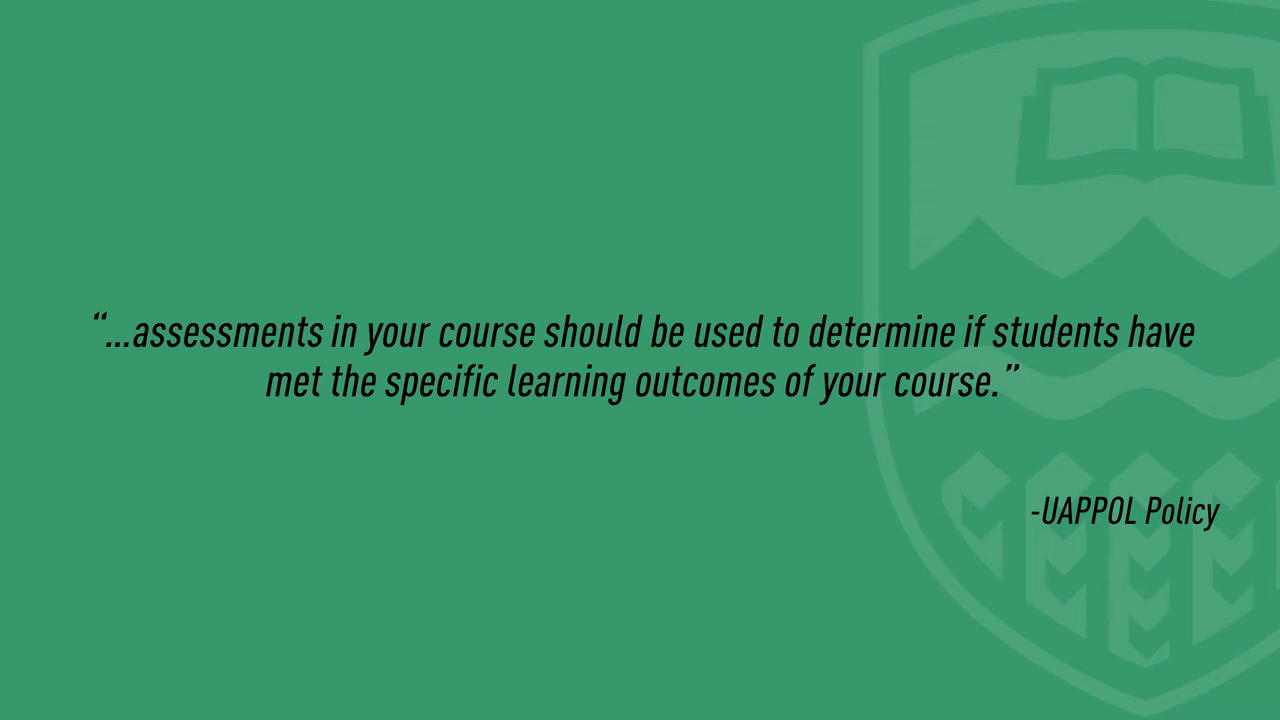 “...assessments in your course should be used to determine if students have
met the specific learning outcomes of your course.”
-UAPPOL Policy